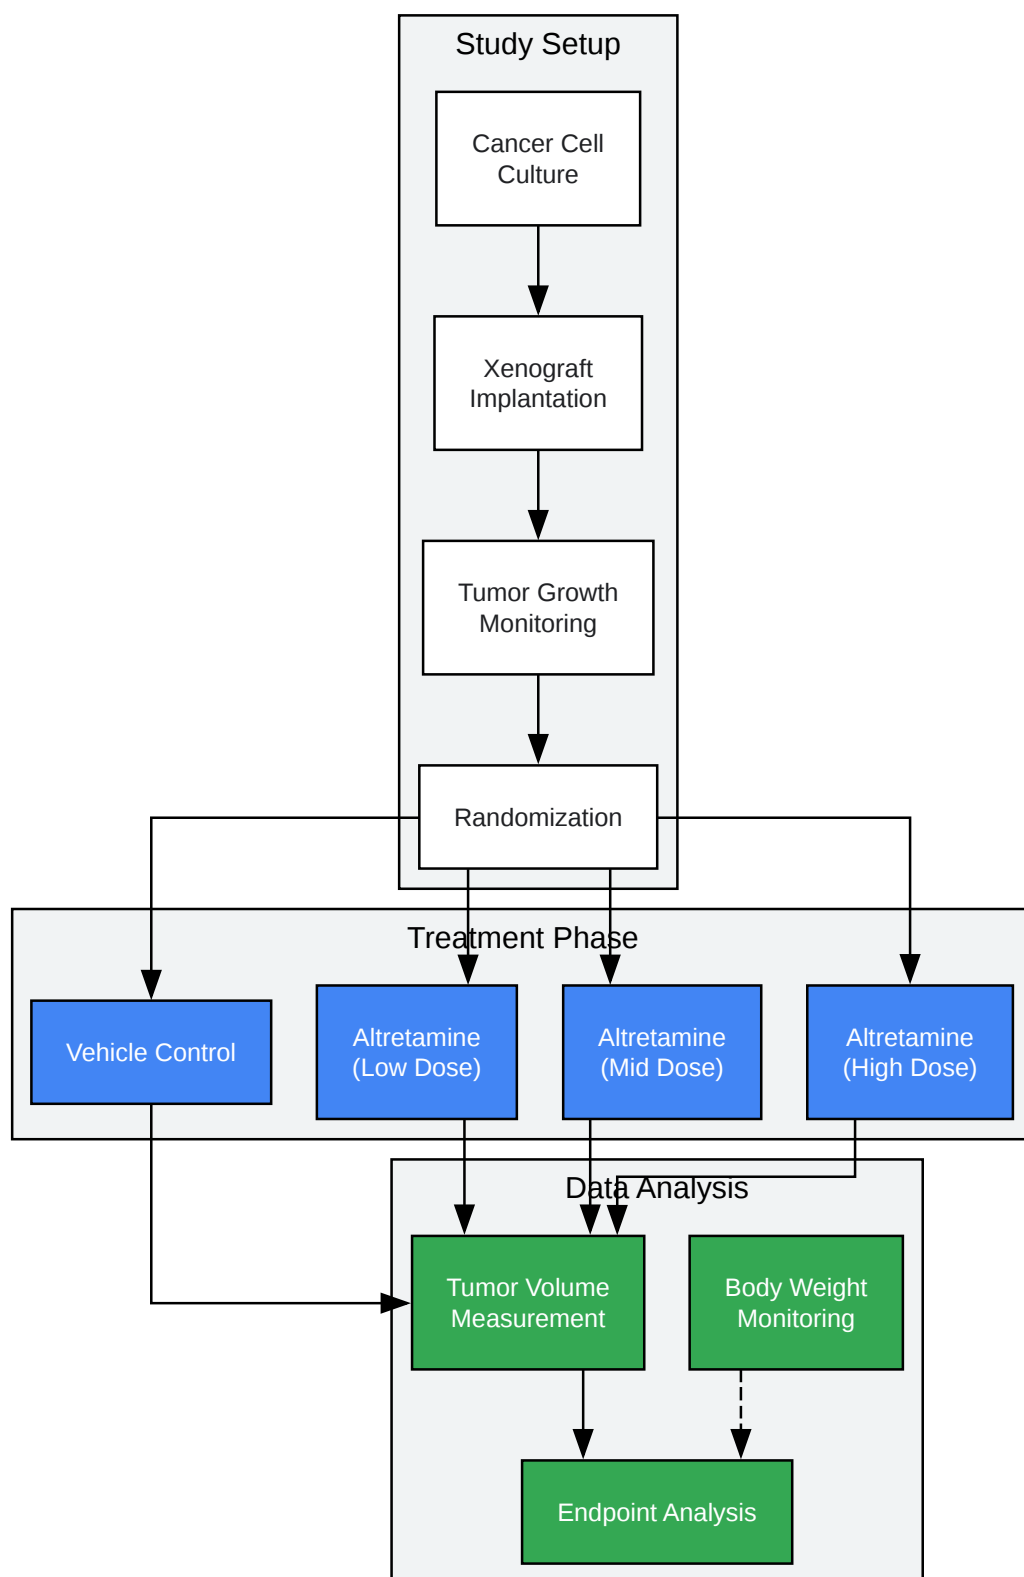 Study Setup
Cancer Cell
Culture
Xenograft
Implantation
Tumor Growth
Monitoring
Randomization
Treatment Phase
Vehicle Control
Altretamine
(Low Dose)
Altretamine
(Mid Dose)
Altretamine
(High Dose)
Data Analysis
Tumor Volume
Measurement
Body Weight
Monitoring
Endpoint Analysis